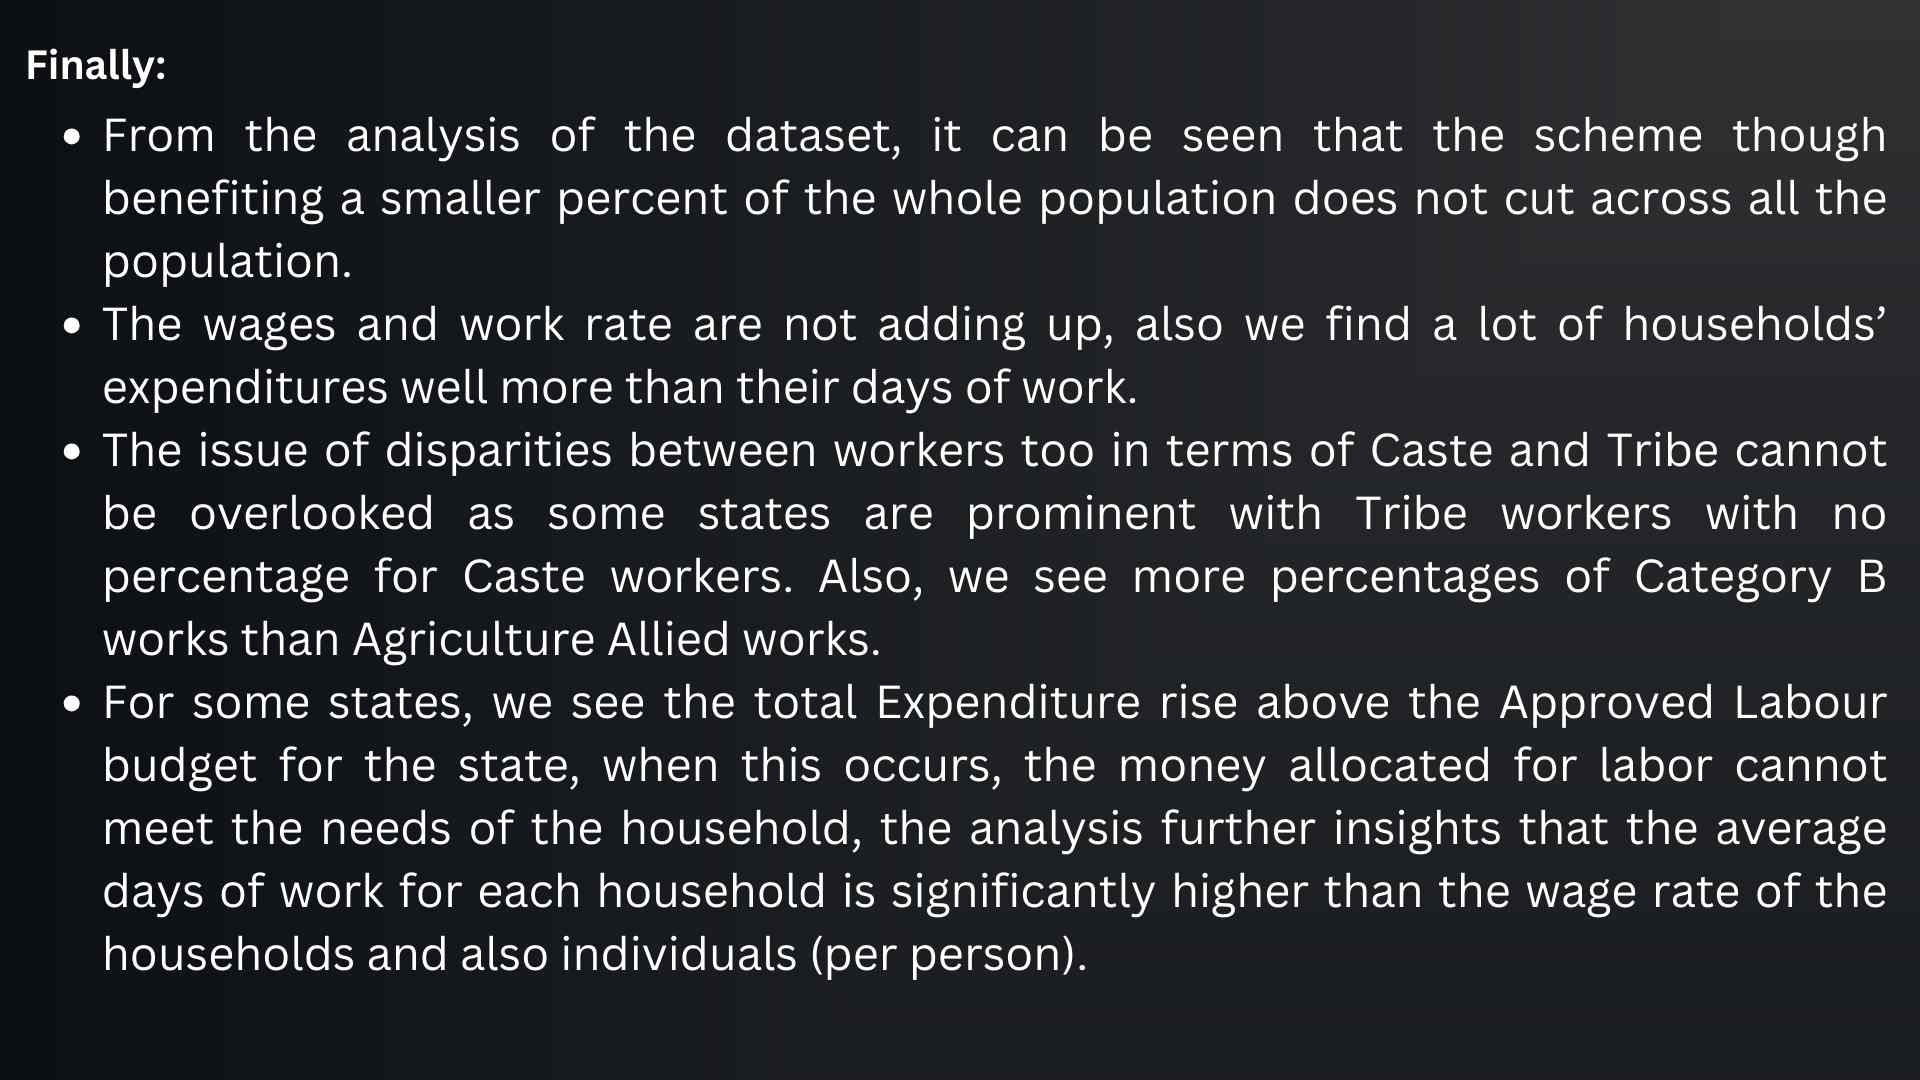 Finally:
• From the analysis of the dataset, it can be seen that the scheme though
benefiting a smaller percent of the whole population does not cut across all the
population.
• The wages and work rate are not adding up, also we find a lot of households’
expenditures well more than their days of work.
• The issue of disparities between workers too in terms of Caste and Tribe cannot
be overlooked as some states are prominent with Tribe workers with no
percentage for Caste workers. Also, we see more percentages of Category B
works than Agriculture Allied works.
• For some states, we see the total Expenditure rise above the Approved Labour
budget for the state, when this occurs, the money allocated for labor cannot
meet the needs of the household, the analysis further insights that the average
days of work for each household is significantly higher than the wage rate of the
households and also individuals (per person).